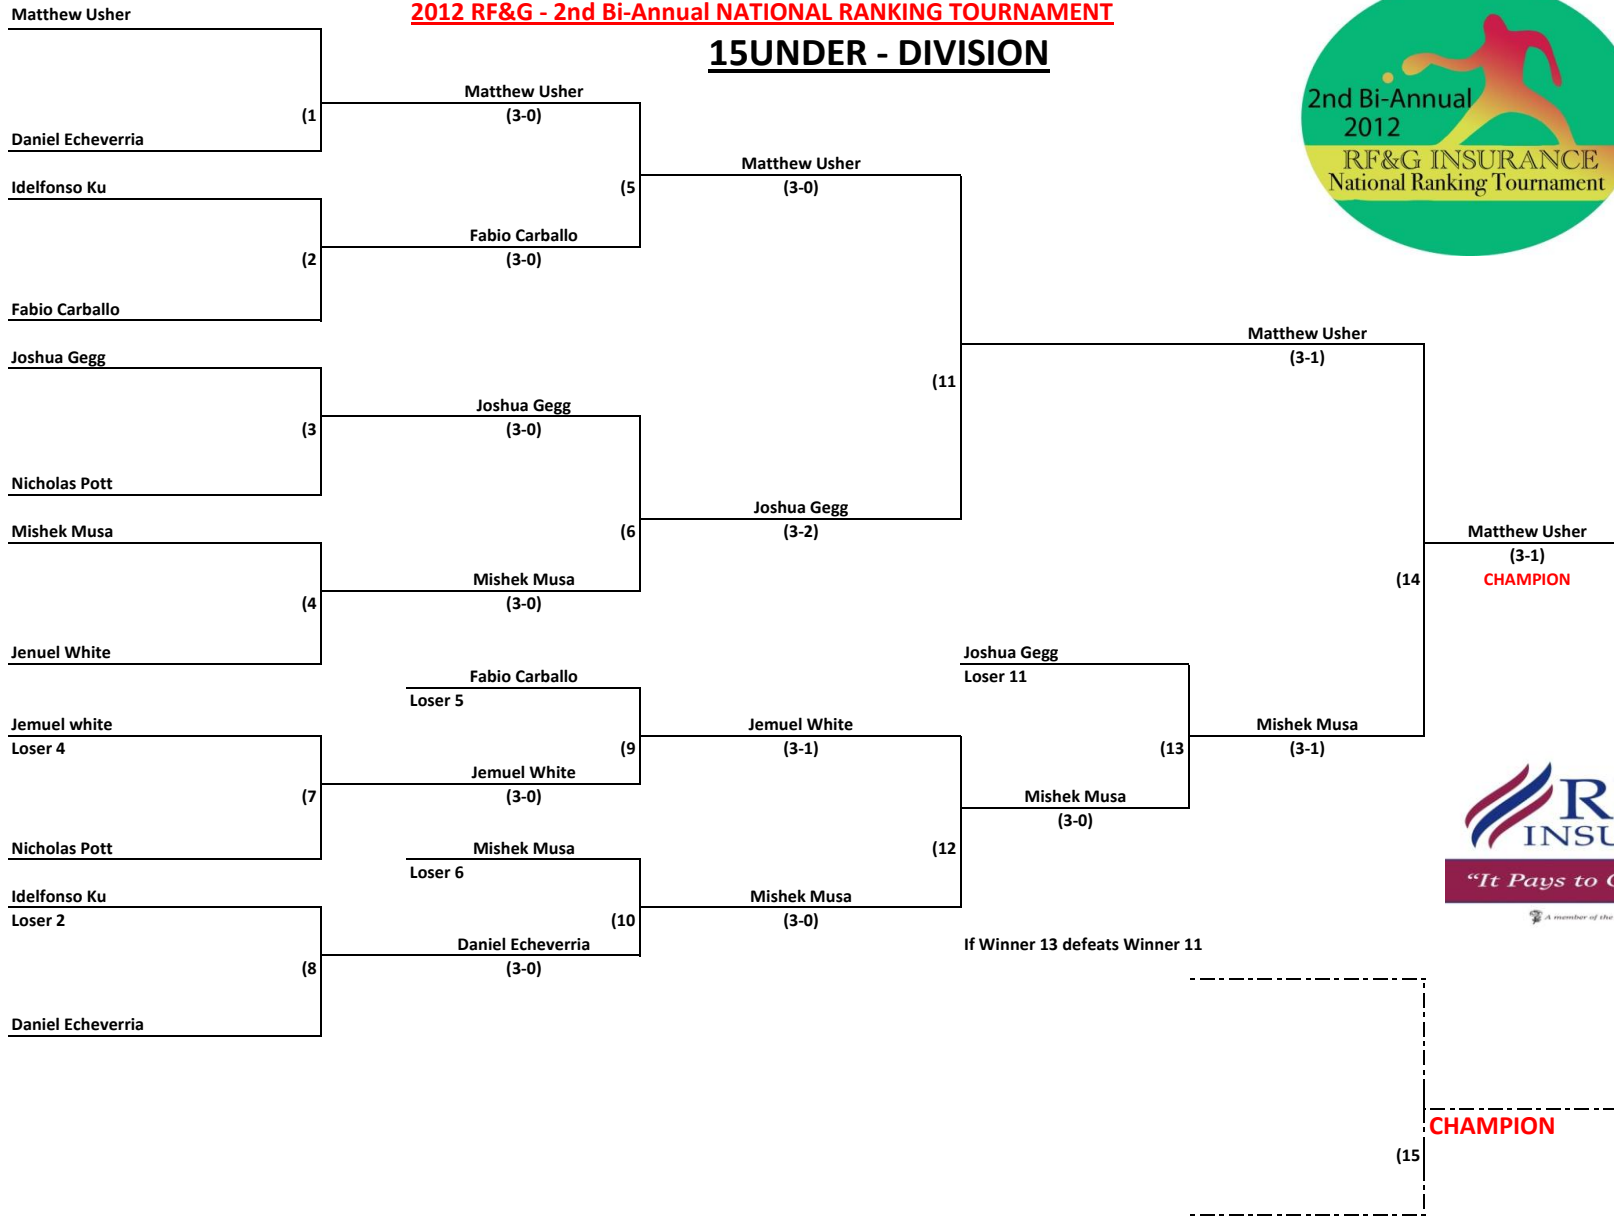 2012 RF&G - 2nd Bi-Annual NATIONAL RANKING TOURNAMENT
15UNDER - DIVISION
2nd Bi-Annual
2012
RF&G INSURANCE
National Ranking Tournament
Matthew Usher
(1
Daniel Echeverria
Idelfonso Ku
(2
Fabio Carballo
Joshua Gegg
(3
Nicholas Pott
Mishek Musa
(4
Jenuel White
Jemuel white
Loser 4
(7
Nicholas Pott
Idelfonso Ku
Loser 2
(8
Daniel Echeverria
Matthew Usher
(3-0)
(5
Fabio Carballo
(3-0)
Joshua Gegg
(3-0)
(6
Mishek Musa
(3-0)
Fabio Carballo
Loser 5
(9
Jemuel White
(3-0)
Mishek Musa
Loser 6
(10
Daniel Echeverria
(3-0)
Matthew Usher
(3-0)
(11
Joshua Gegg
(3-2)
Jemuel White
(3-1)
(12
Mishek Musa
(3-0)
Joshua Gegg
Loser 11
(13
Mishek Musa
(3-0)
Matthew Usher
(3-1)
(14
Mishek Musa
(3-1)
Matthew Usher
(3-1)
CHAMPION
R
INSU
"It Pays to
A member of the
If Winner 13 defeats Winner 11
CHAMPION
(15